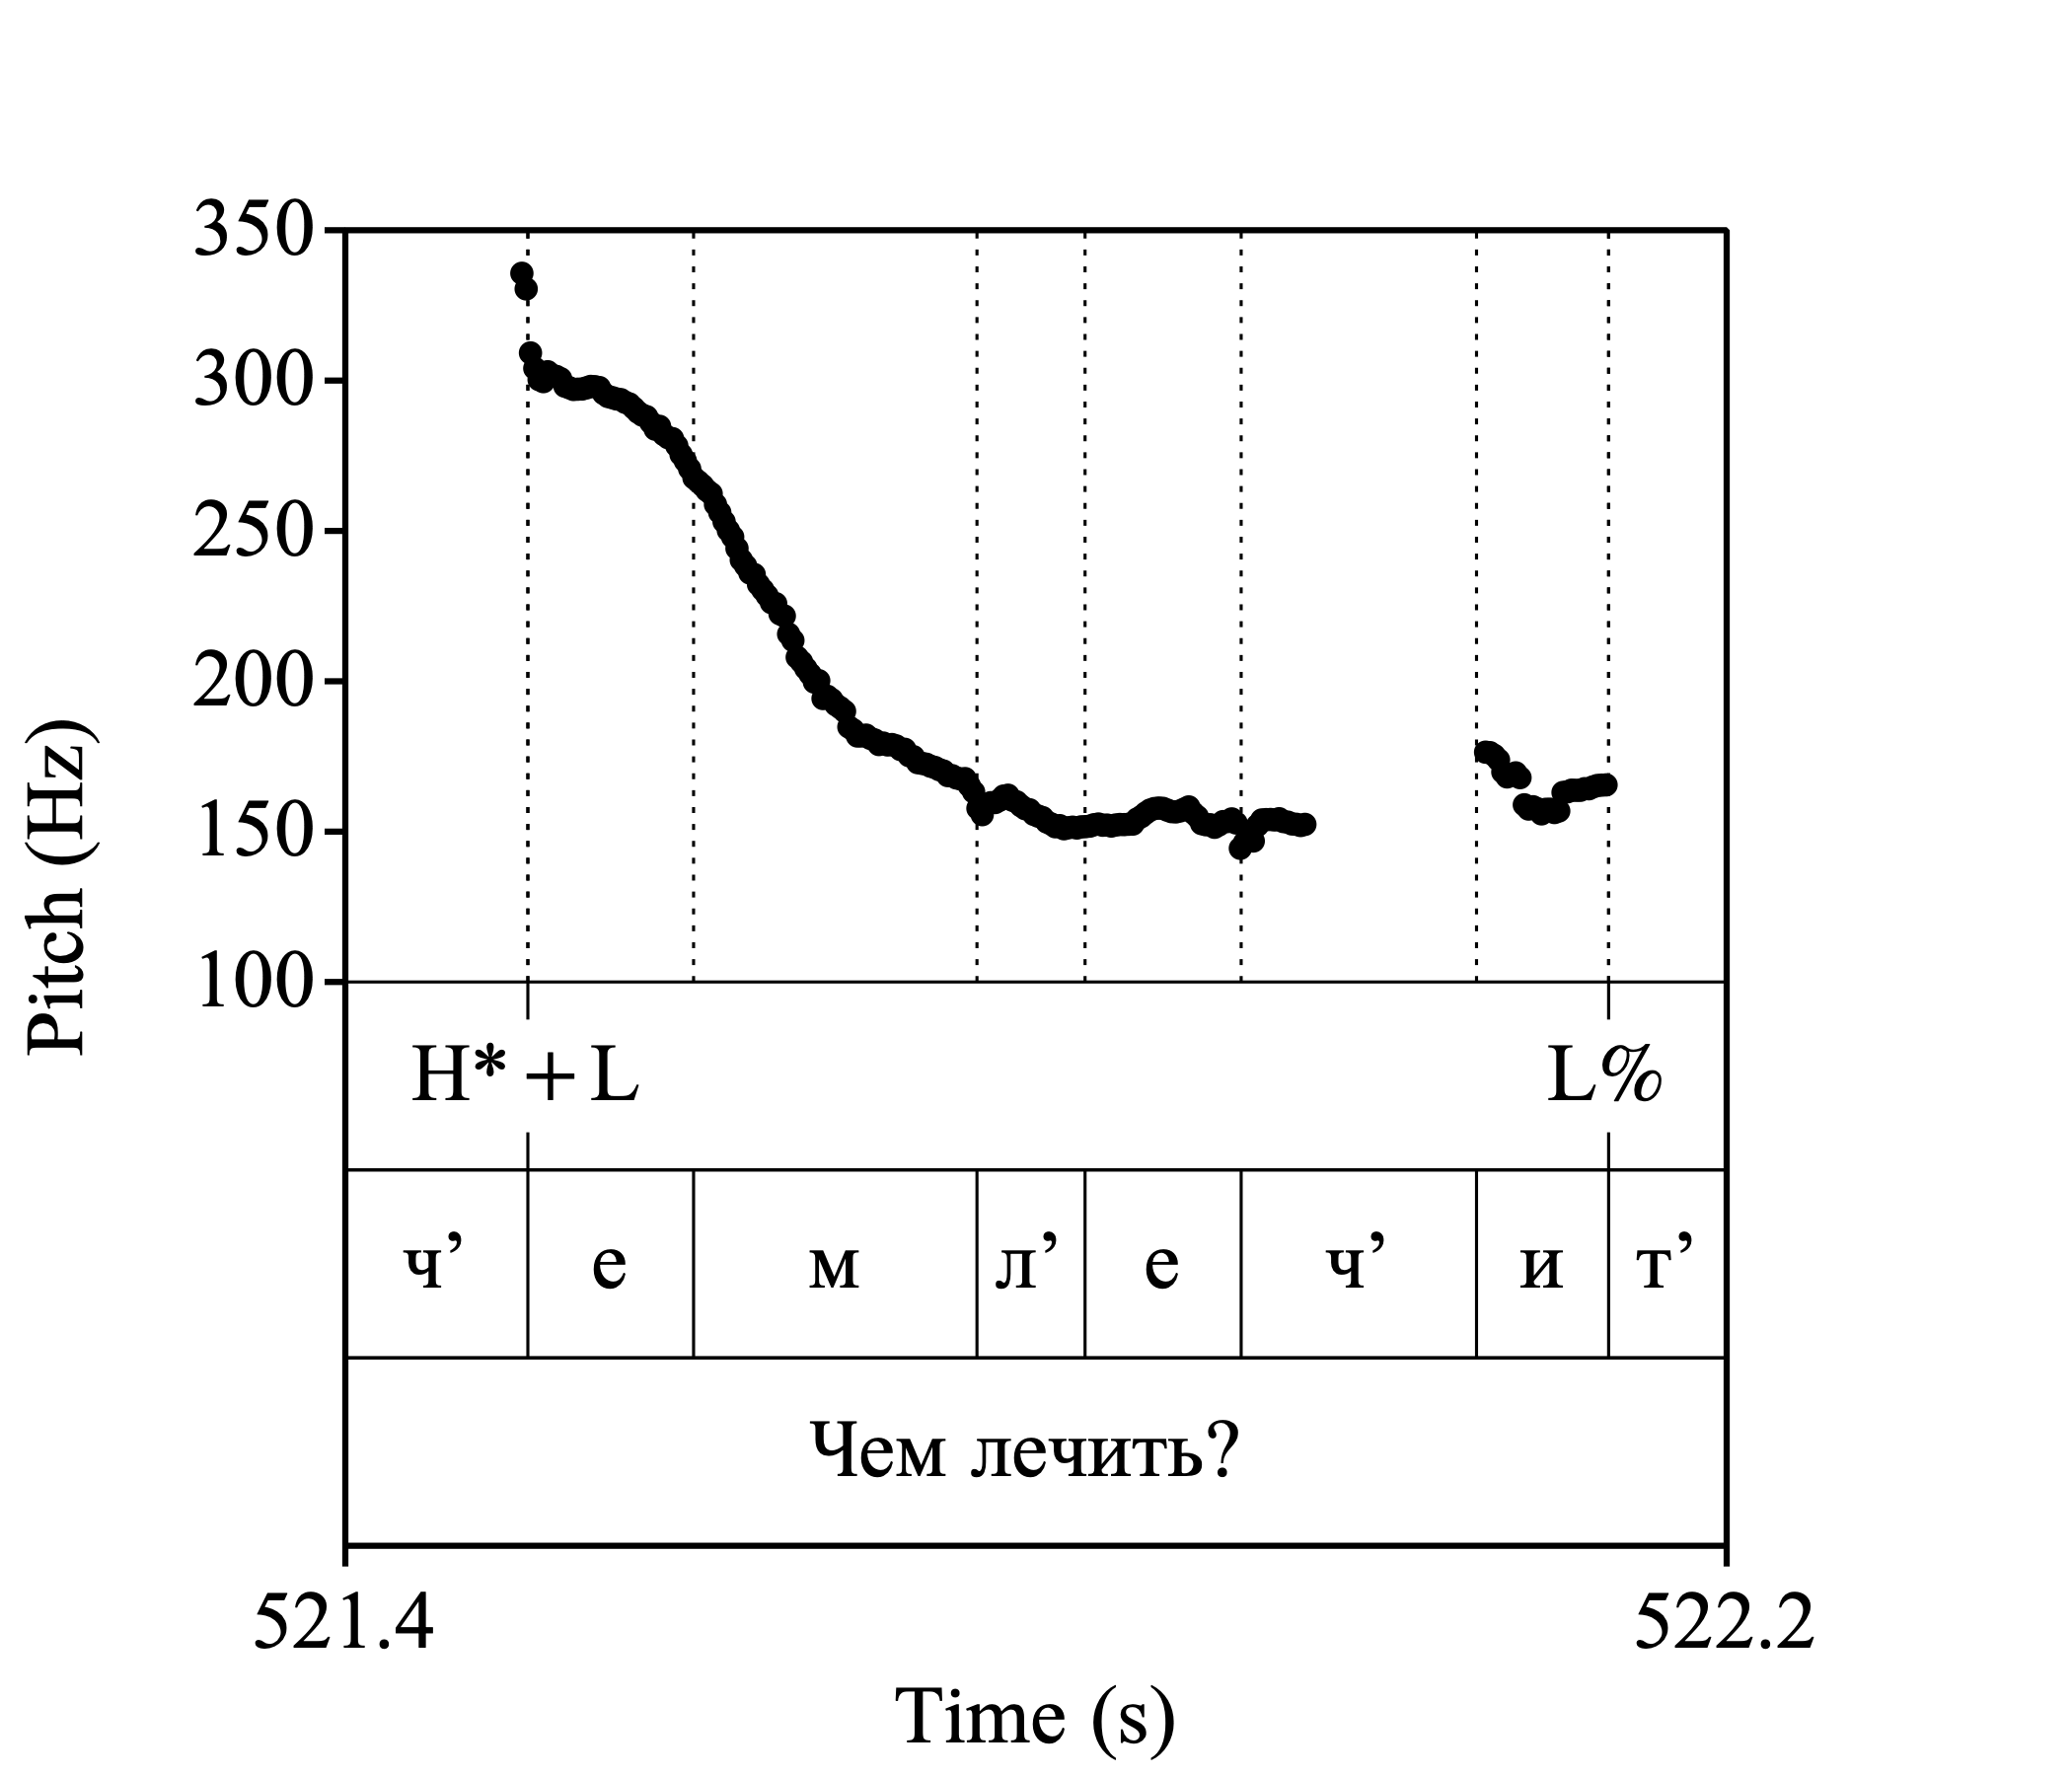 350
300
250
200
150
100
Pitch (Hz)
H*+L L%
ч’ е м л’ е ч’ и т’
Чем лечить?
521.4 522.2
Time (s)